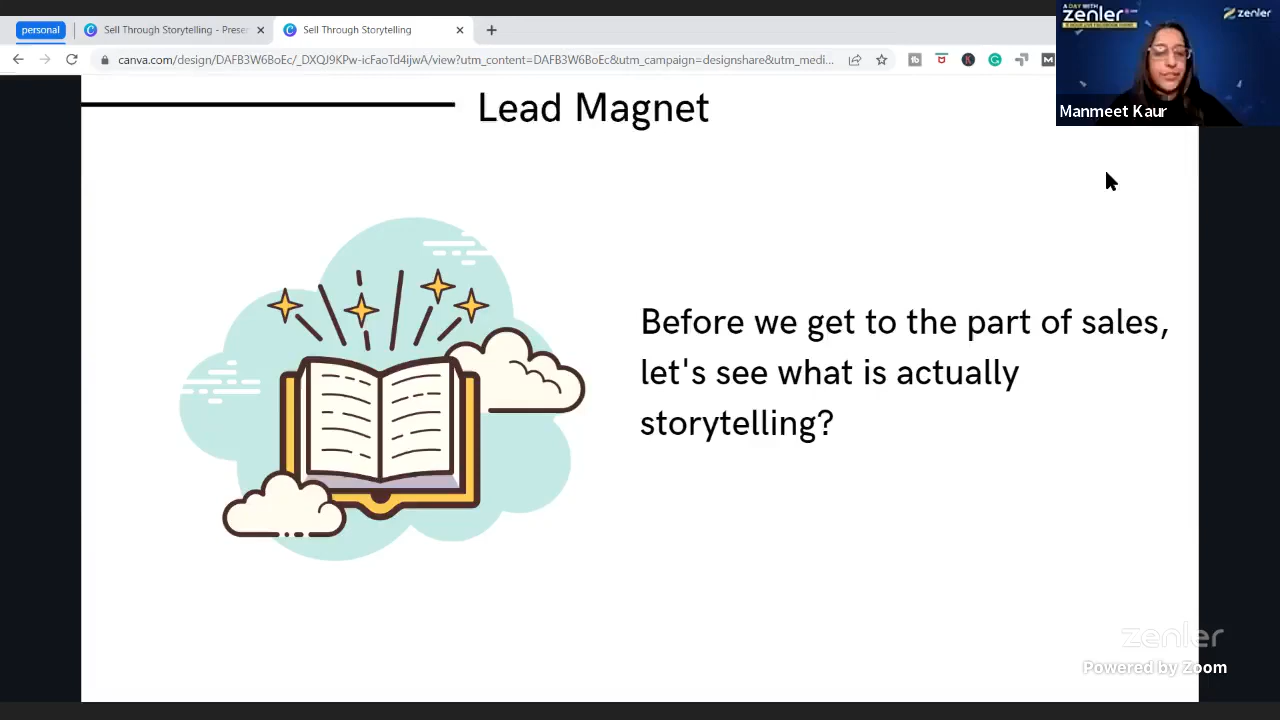 personal
Sell Through Storytelling - Preser
Sell Through Storytelling
canva.com/design/DAFB3W6BoEc/_DXQJ9KPw-icFaoTd4ijwA/view?utm_content=DAFB3W6BoEc&utm_campaign=designshare&utm_medi...
A DAY WITH
zenler
zenler
Manmeet Kaur
Lead Magnet
Before we get to the part of sales,
let's see what is actually
storytelling?
zenler
Powered by Zoom